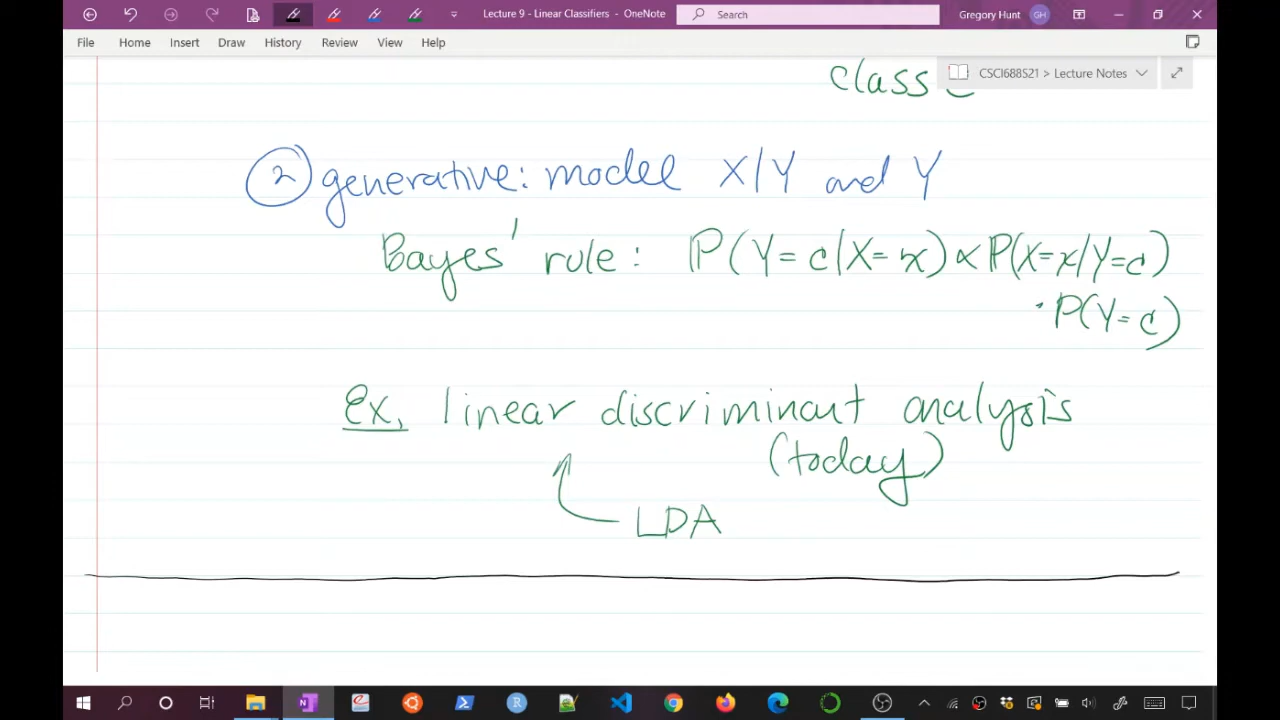 Lecture 9 - Linear Classifiers - OneNote
Search
Gregory Hunt GH
File Home Insert Draw History Review View Help
CSCI688S21 > Lecture Notes
class
② generative: model X|Y and Y
Bayes' rule: ℙ(Y=c|X=x) ∝ ℙ(X=x|Y=c)
· ℙ(Y=c)
Ex. linear discriminant analysis
(today)
LDA